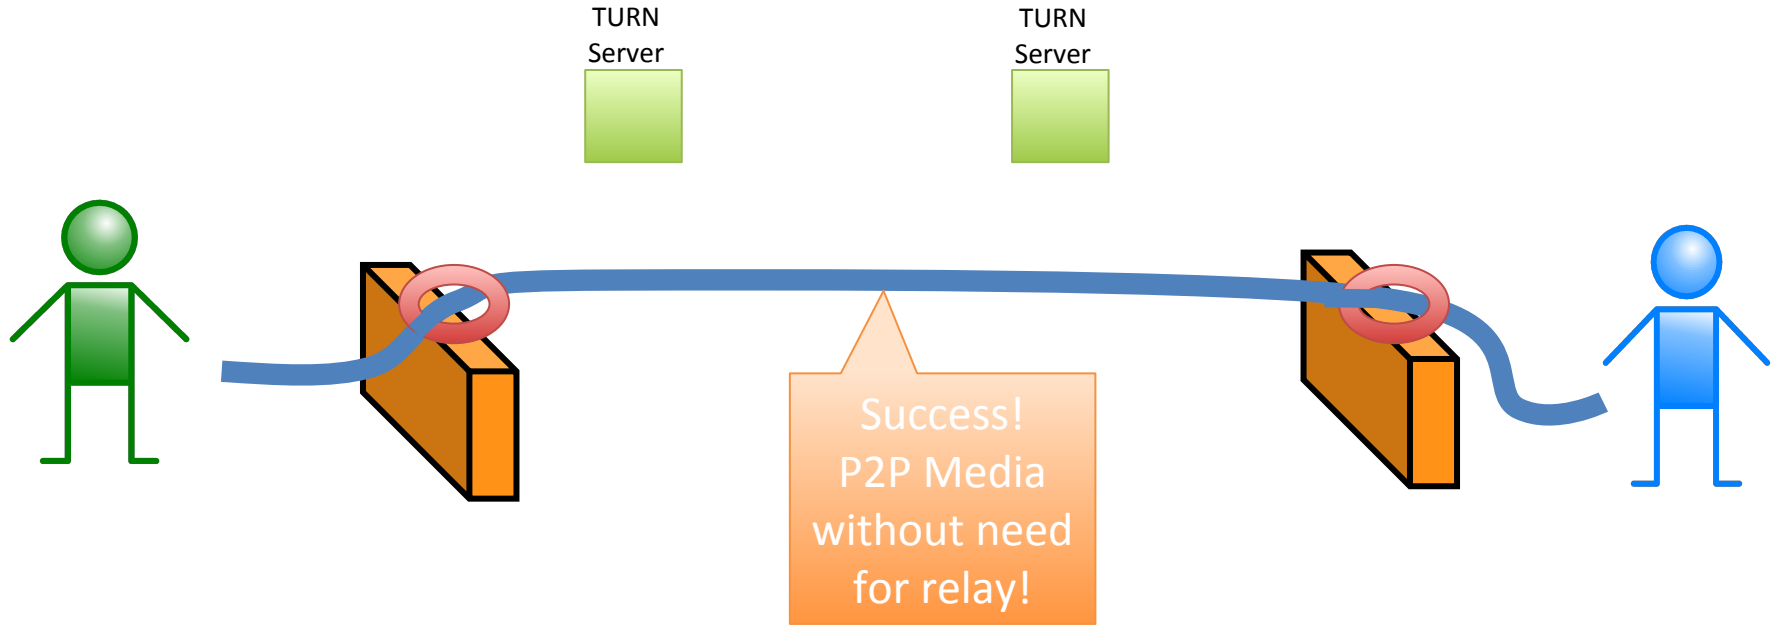 TURN
Server
TURN
Server
Success!
P2P Media
without need
for relay!